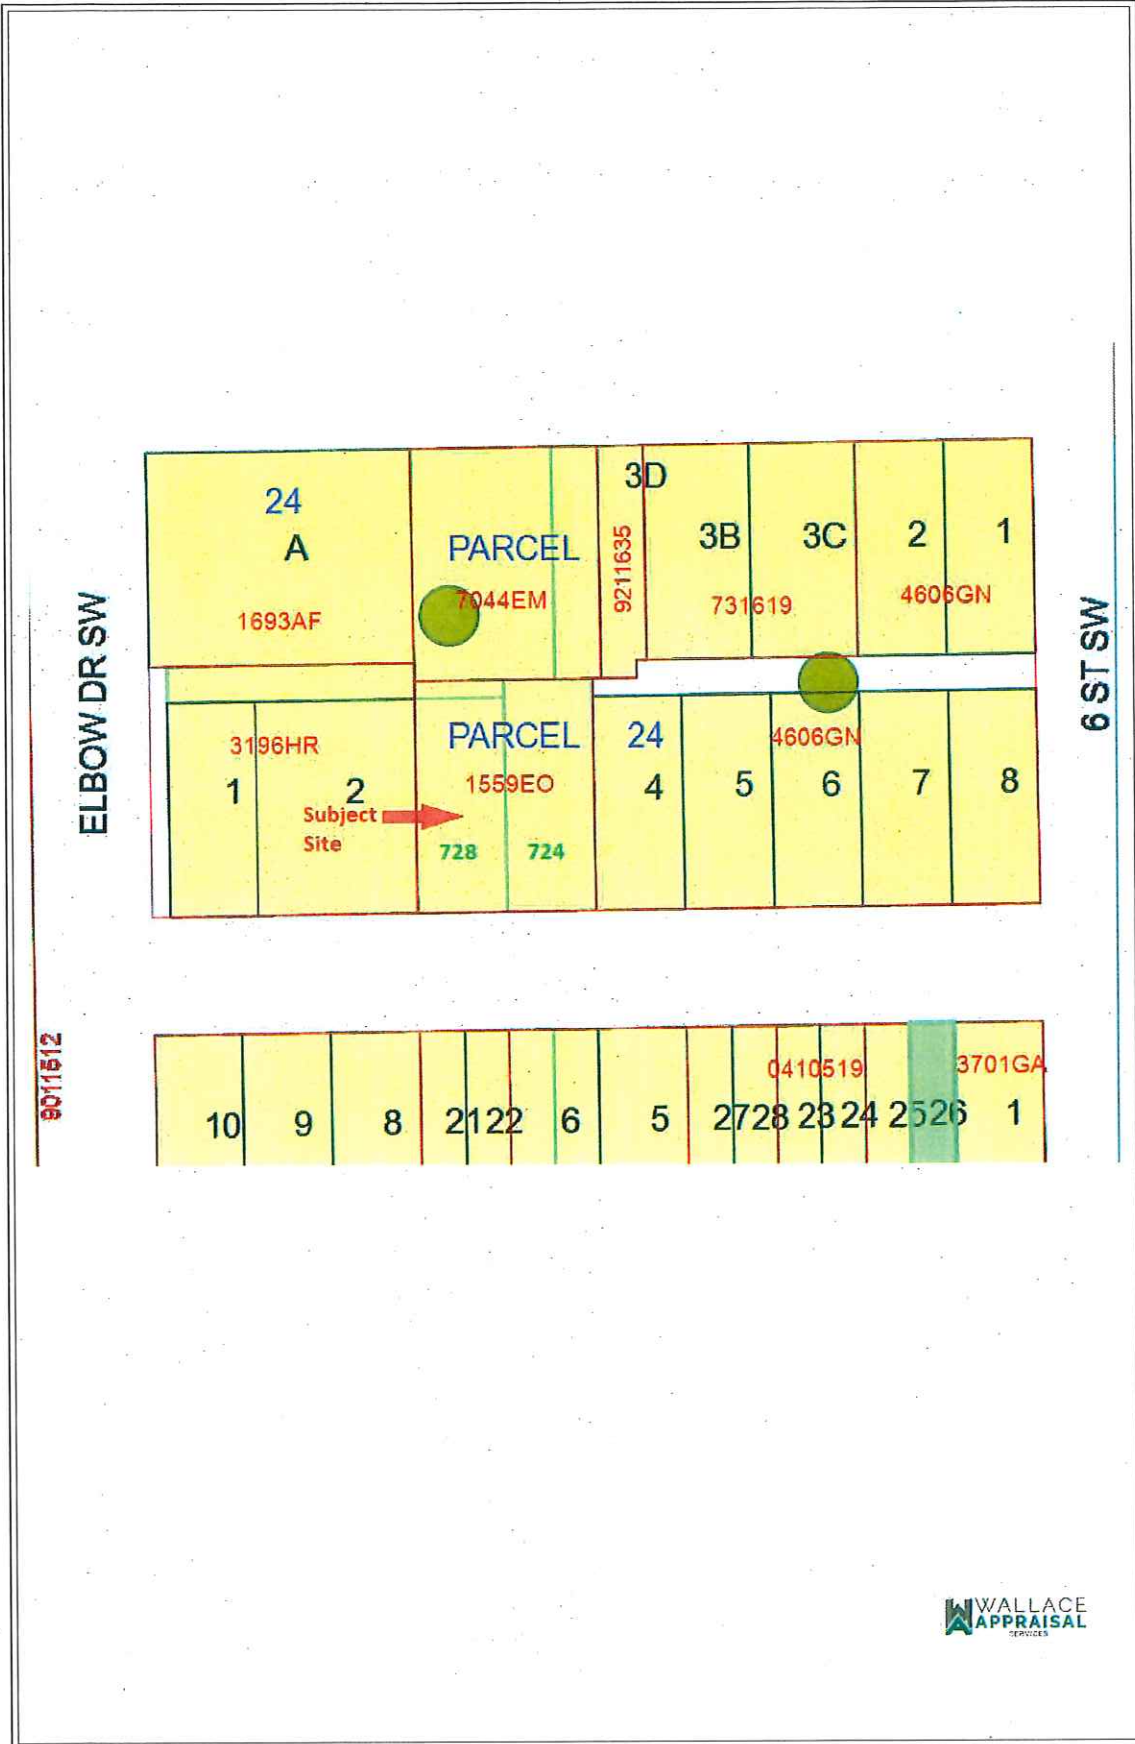 ELBOW DR SW
6 ST SW
24
A
1693AF
PARCEL
7044EM
9211635
3D
3B
3C
731619
2
1
4606GN
3196HR
1
2
Subject
Site
PARCEL
1559EO
728
724
24
4
5
4606GN
6
7
8
9011512
10
9
8
21
22
6
5
27
28
0410519
23
24
25
26
3701GA
1
WALLACE
APPRAISAL
SERVICES